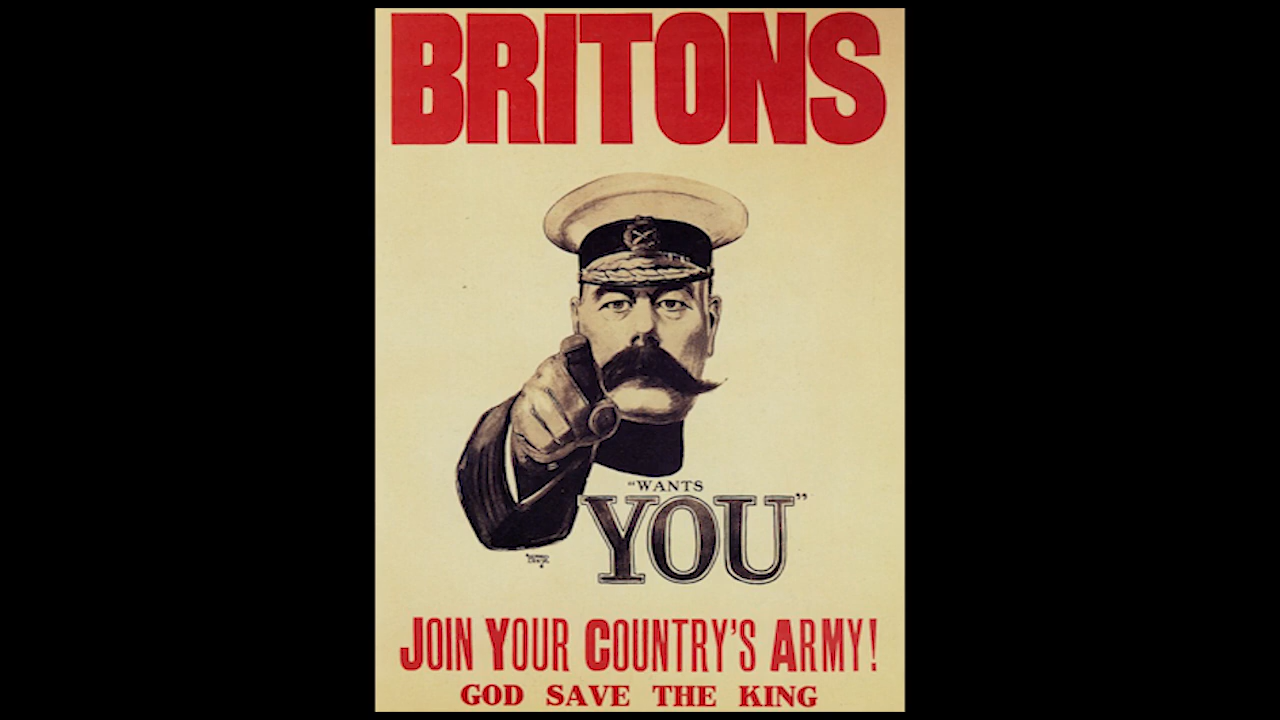 BRITONS
"WANTS
YOU"
JOIN YOUR COUNTRY'S ARMY!
GOD SAVE THE KING